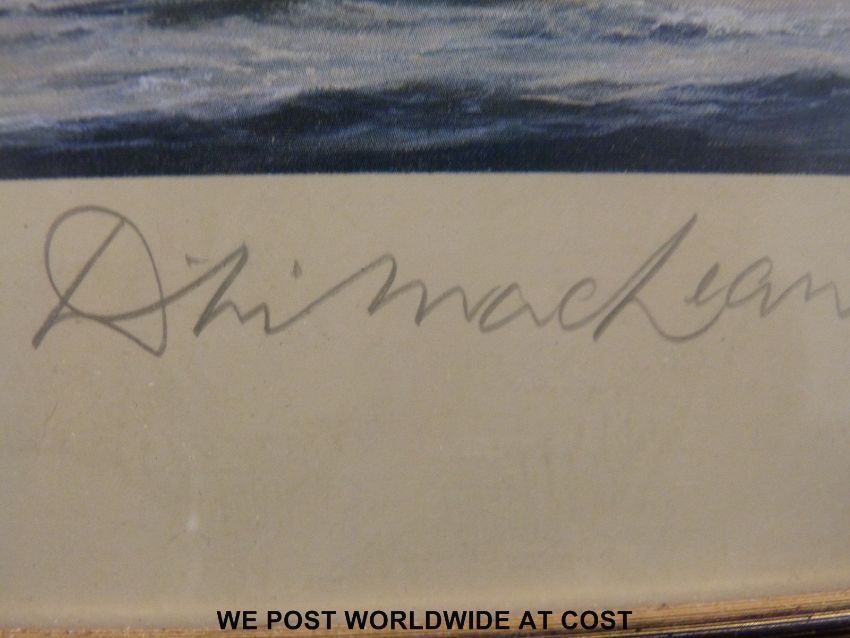 MacLean
WE POST WORLDWIDE AT COST